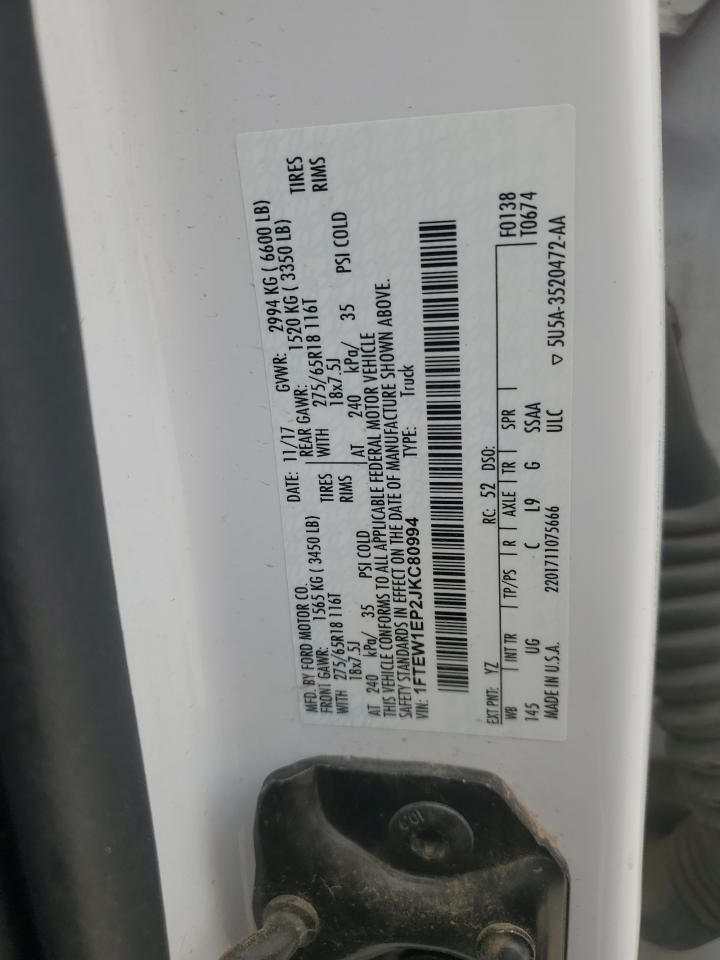 MFD. BY FORD MOTOR CO.
DATE: 11/17 GVWR: 2994 KG ( 6600 LB)
FRONT GAWR: 1565 KG ( 3450 LB)
REAR GAWR: 1520 KG ( 3350 LB)
WITH 275/65R18 116T TIRES
WITH 275/65R18 116T TIRES
18x7.5J RIMS
18x7.5J RIMS
AT 240 kPa/ 35 PSI COLD
AT 240 kPa/ 35 PSI COLD
THIS VEHICLE CONFORMS TO ALL APPLICABLE FEDERAL MOTOR VEHICLE
SAFETY STANDARDS IN EFFECT ON THE DATE OF MANUFACTURE SHOWN ABOVE.
VIN: 1FTEW1EP2JKC80994 TYPE: Truck
EXT PNT: YZ RC: 52 DSO: F0138
T0674
WB INT TR TP/PS R AXLE TR SPR
145 UG C L9 G SSAA
MADE IN U.S.A. 2201711075666 ULC ▽ 5U5A-3520472-AA